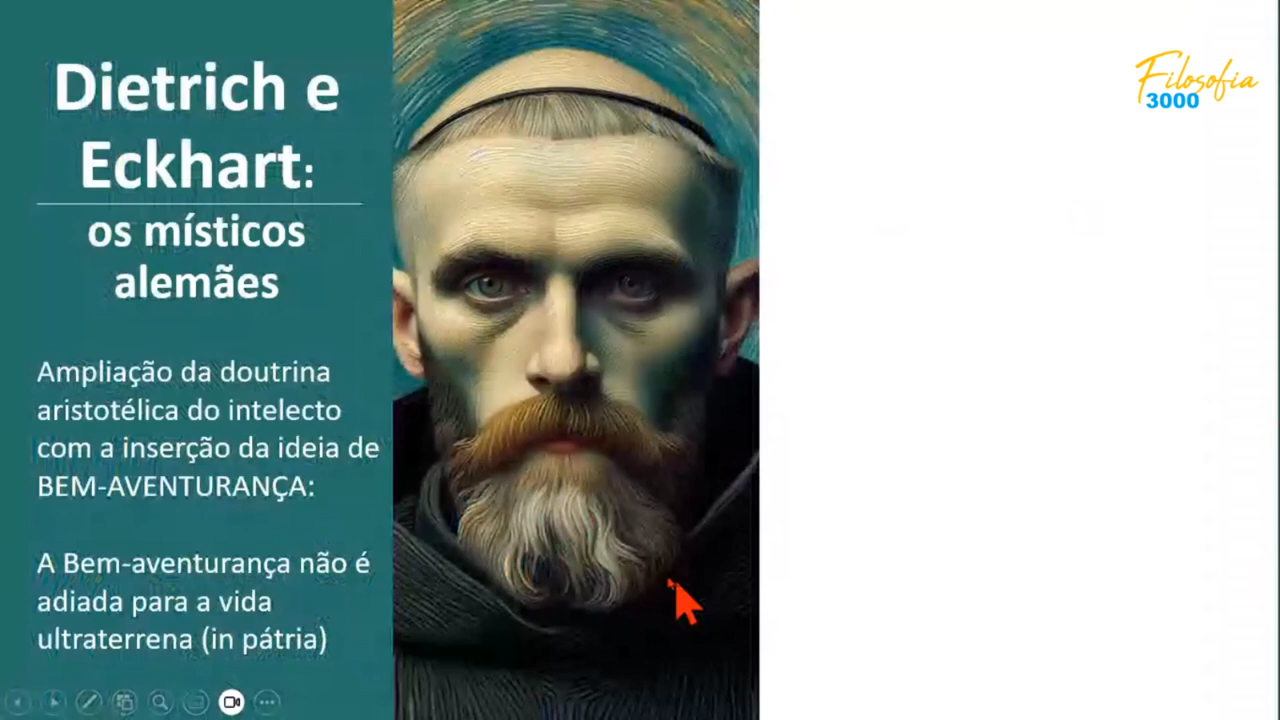 Dietrich e
Eckhart:
os místicos
alemães
Ampliação da doutrina
aristotélica do intelecto
com a inserção da ideia de
BEM-AVENTURANÇA:
A Bem-aventurança não é
adiada para a vida
ultraterrena (in pátria)
Filosofia
3000